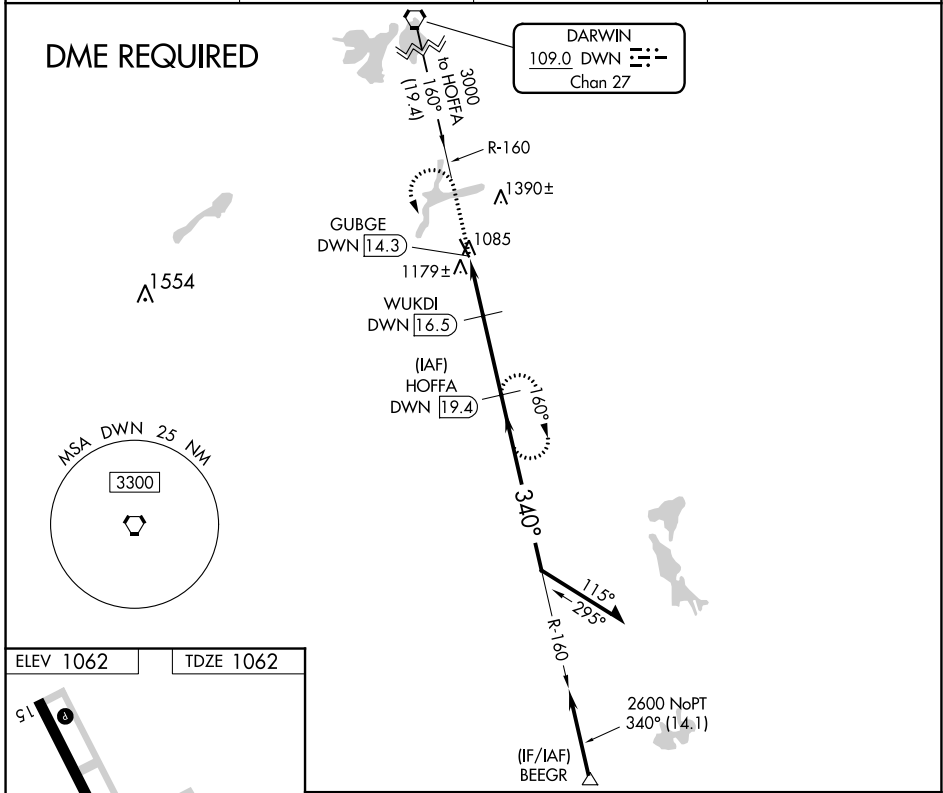 DME REQUIRED
DARWIN
109.0 DWN
Chan 27
3000
to HOFFA
160°
(19.4)
R-160
1390±
GUBGE
DWN 14.3
1085
1179±
1554
WUKDI
DWN 16.5
(IAF)
HOFFA
DWN 19.4
160°
MSA DWN 25 NM
3300
340°
115°
295°
R-160
2600 NoPT
340° (14.1)
(IF/IAF)
BEEGR
ELEV 1062
TDZE 1062
15
P